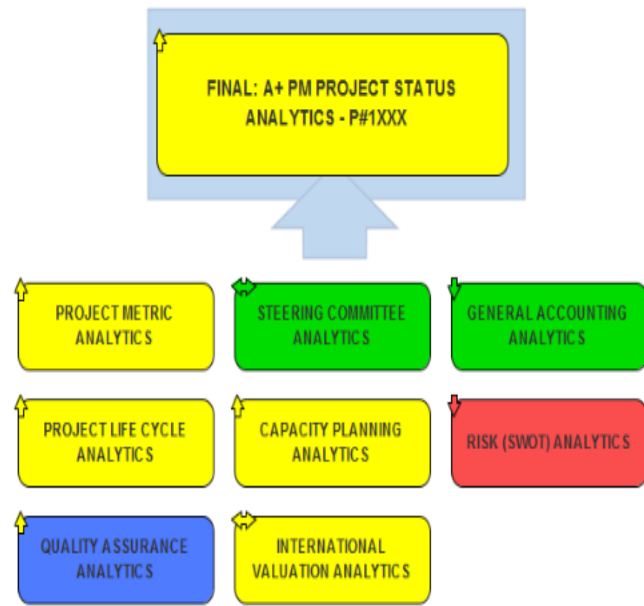 FINAL: A+ PM PROJECT STATUS
ANALYTICS - P#1XXX
PROJECT METRIC
ANALYTICS
STEERING COMMITTEE
ANALYTICS
GENERAL ACCOUNTING
ANALYTICS
PROJECT LIFE CYCLE
ANALYTICS
CAPACITY PLANNING
ANALYTICS
RISK (SWOT) ANALYTICS
QUALITY ASSURANCE
ANALYTICS
INTERNATIONAL
VALUATION ANALYTICS